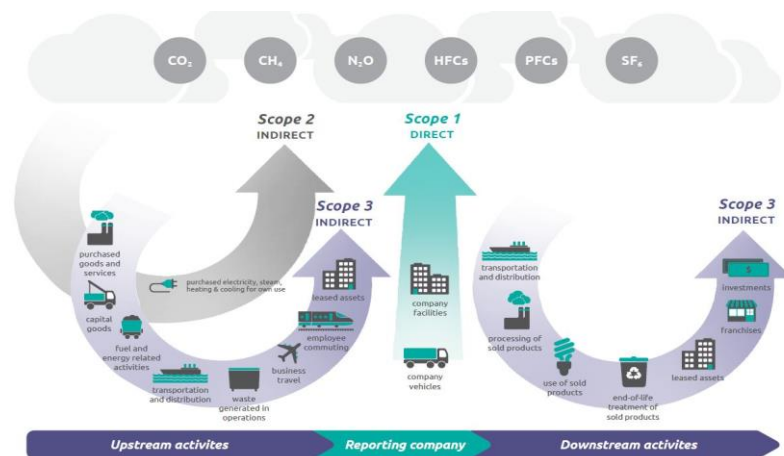 CO₂
CH₄
N₂O
HFCs
PFCs
SF₆
Scope 2
INDIRECT
Scope 1
DIRECT
Scope 3
INDIRECT
Scope 3
INDIRECT
purchased
goods and
services
capital
goods
fuel and
energy related
activities
purchased electricity, steam,
heating & cooling for own use
transportation
and distribution
waste
generated in
operations
business
travel
employee
commuting
leased assets
company
facilities
company
vehicles
transportation
and distribution
processing of
sold products
use of sold
products
end-of-life
treatment of
sold products
leased assets
franchises
investments
$
Upstream activites
Reporting company
Downstream activites